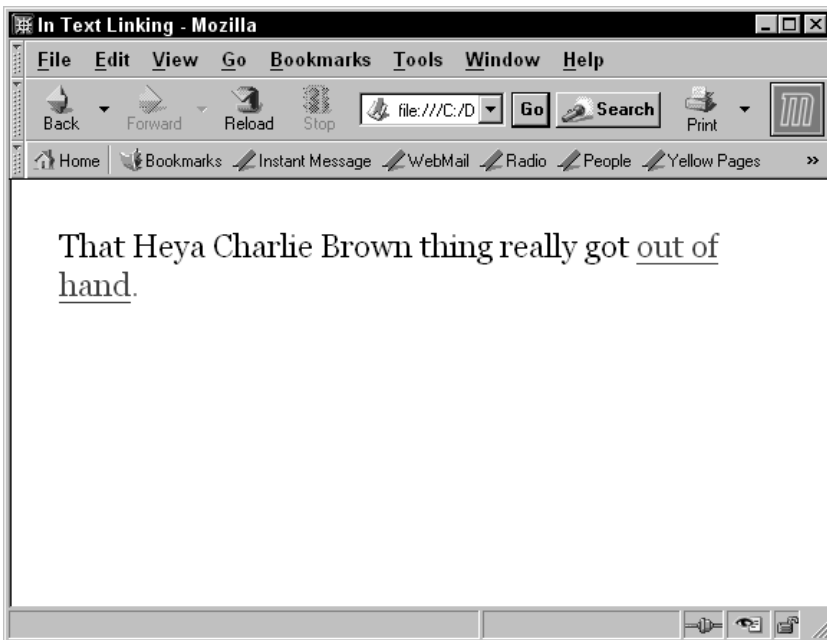 In Text Linking - Mozilla
File Edit View Go Bookmarks Tools Window Help
Back Forward Reload Stop file:///C:/D Go Search Print
Home Bookmarks Instant Message WebMail Radio People Yellow Pages »
That Heya Charlie Brown thing really got out of
hand.